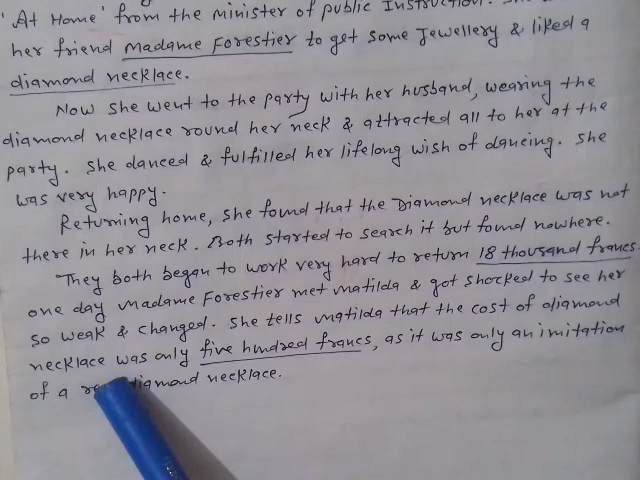 'At Home' from the minister of public Instruction.
her friend Madame Forestier to get some Jewellery & liked a
diamond necklace.
Now she went to the party with her husband, wearing the
diamond necklace round her neck & attracted all to her at the
party. She danced & fulfilled her lifelong wish of dancing. She
was very happy.
Returning home, she found that the Diamond necklace was not
there in her neck. Both started to search it but found nowhere.
They both began to work very hard to return 18 thousand francs.
one day Madame Forestier met Matilda & got shocked to see her
so weak & changed. She tells Matilda that the cost of diamond
necklace was only five hundred francs, as it was only an imitation
of a diamond necklace.